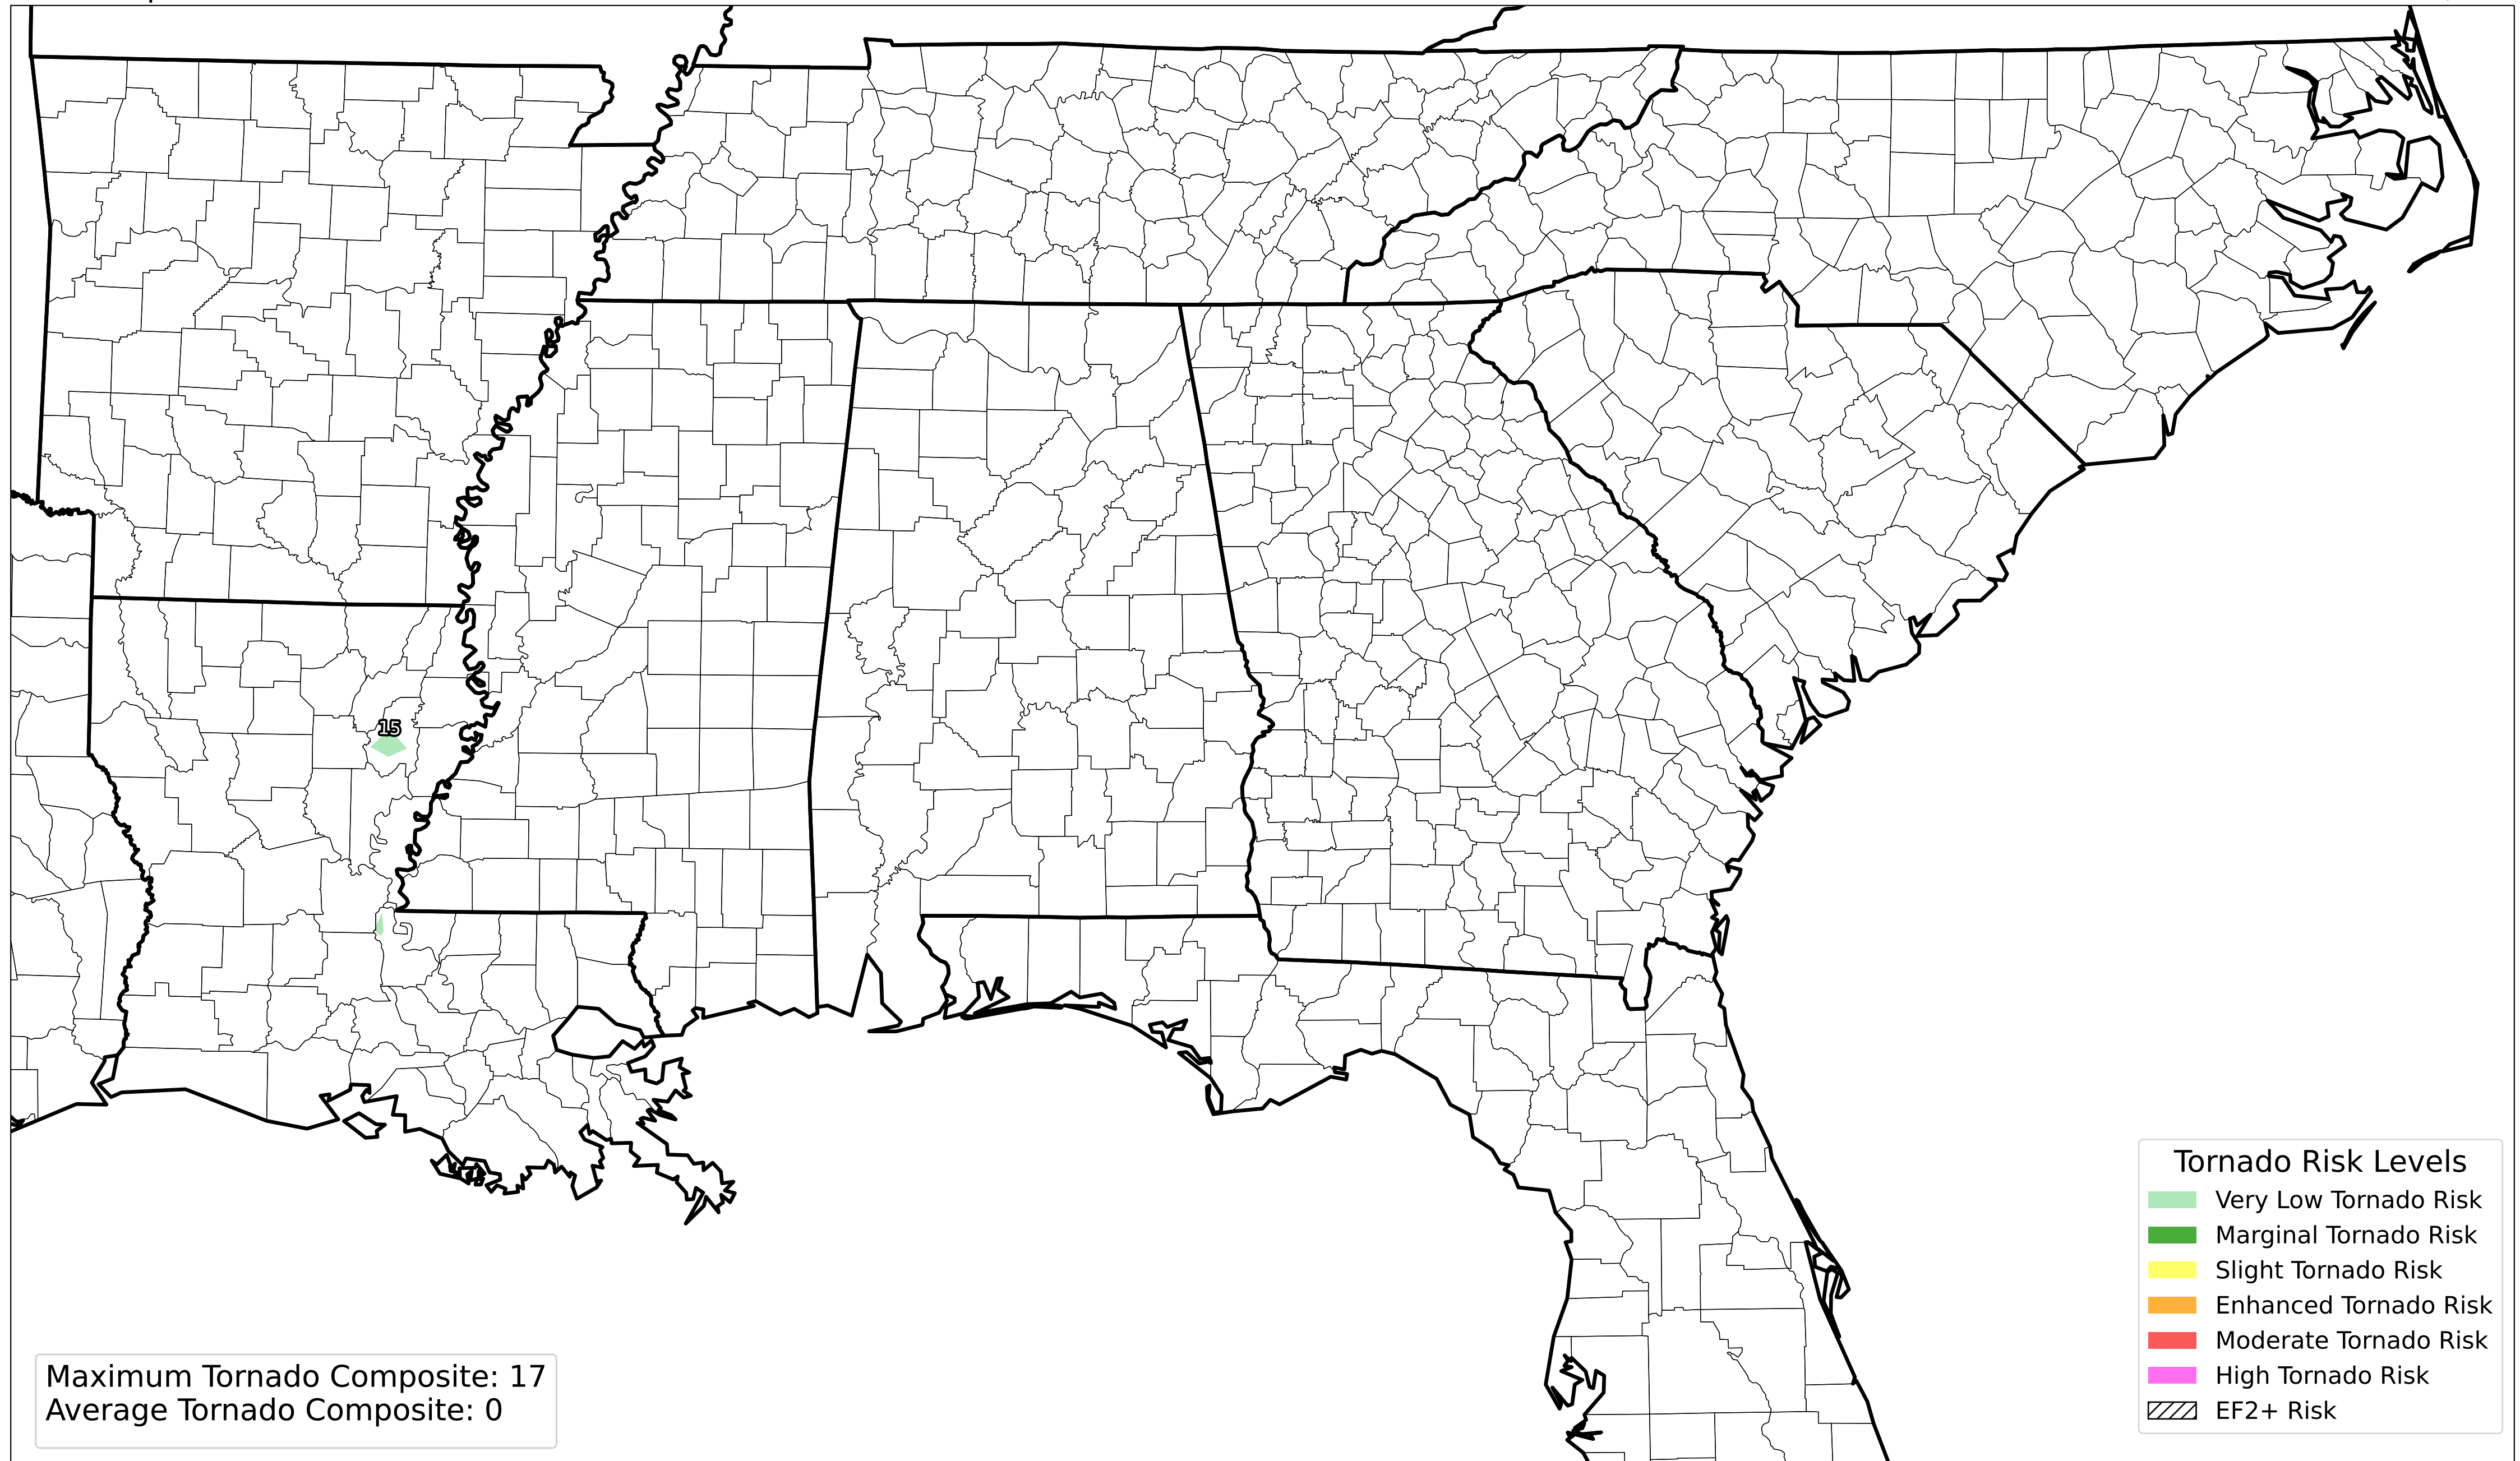 15
Tornado Risk Levels
Very Low Tornado Risk
Marginal Tornado Risk
Slight Tornado Risk
Enhanced Tornado Risk
Moderate Tornado Risk
High Tornado Risk
EF2+ Risk
Maximum Tornado Composite: 17
Average Tornado Composite: 0